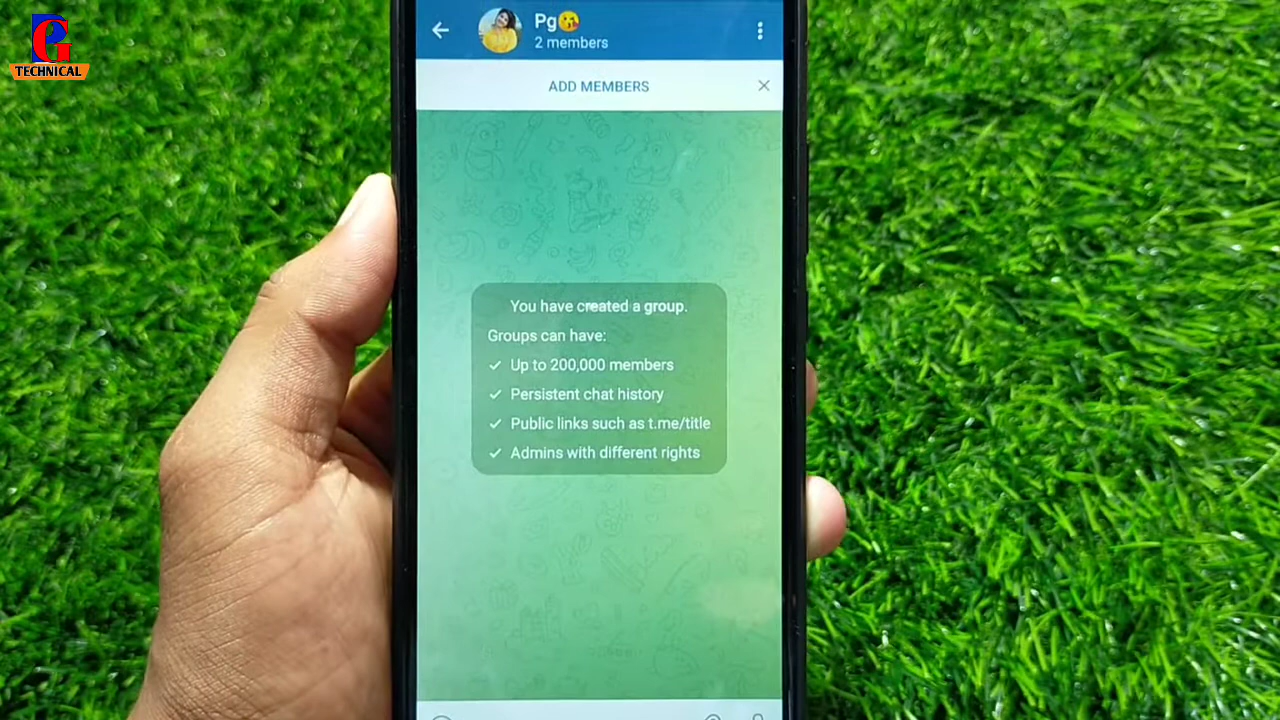 PG
TECHNICAL
Pg😘
2 members
ADD MEMBERS
You have created a group.
Groups can have:
✓ Up to 200,000 members
✓ Persistent chat history
✓ Public links such as t.me/title
✓ Admins with different rights